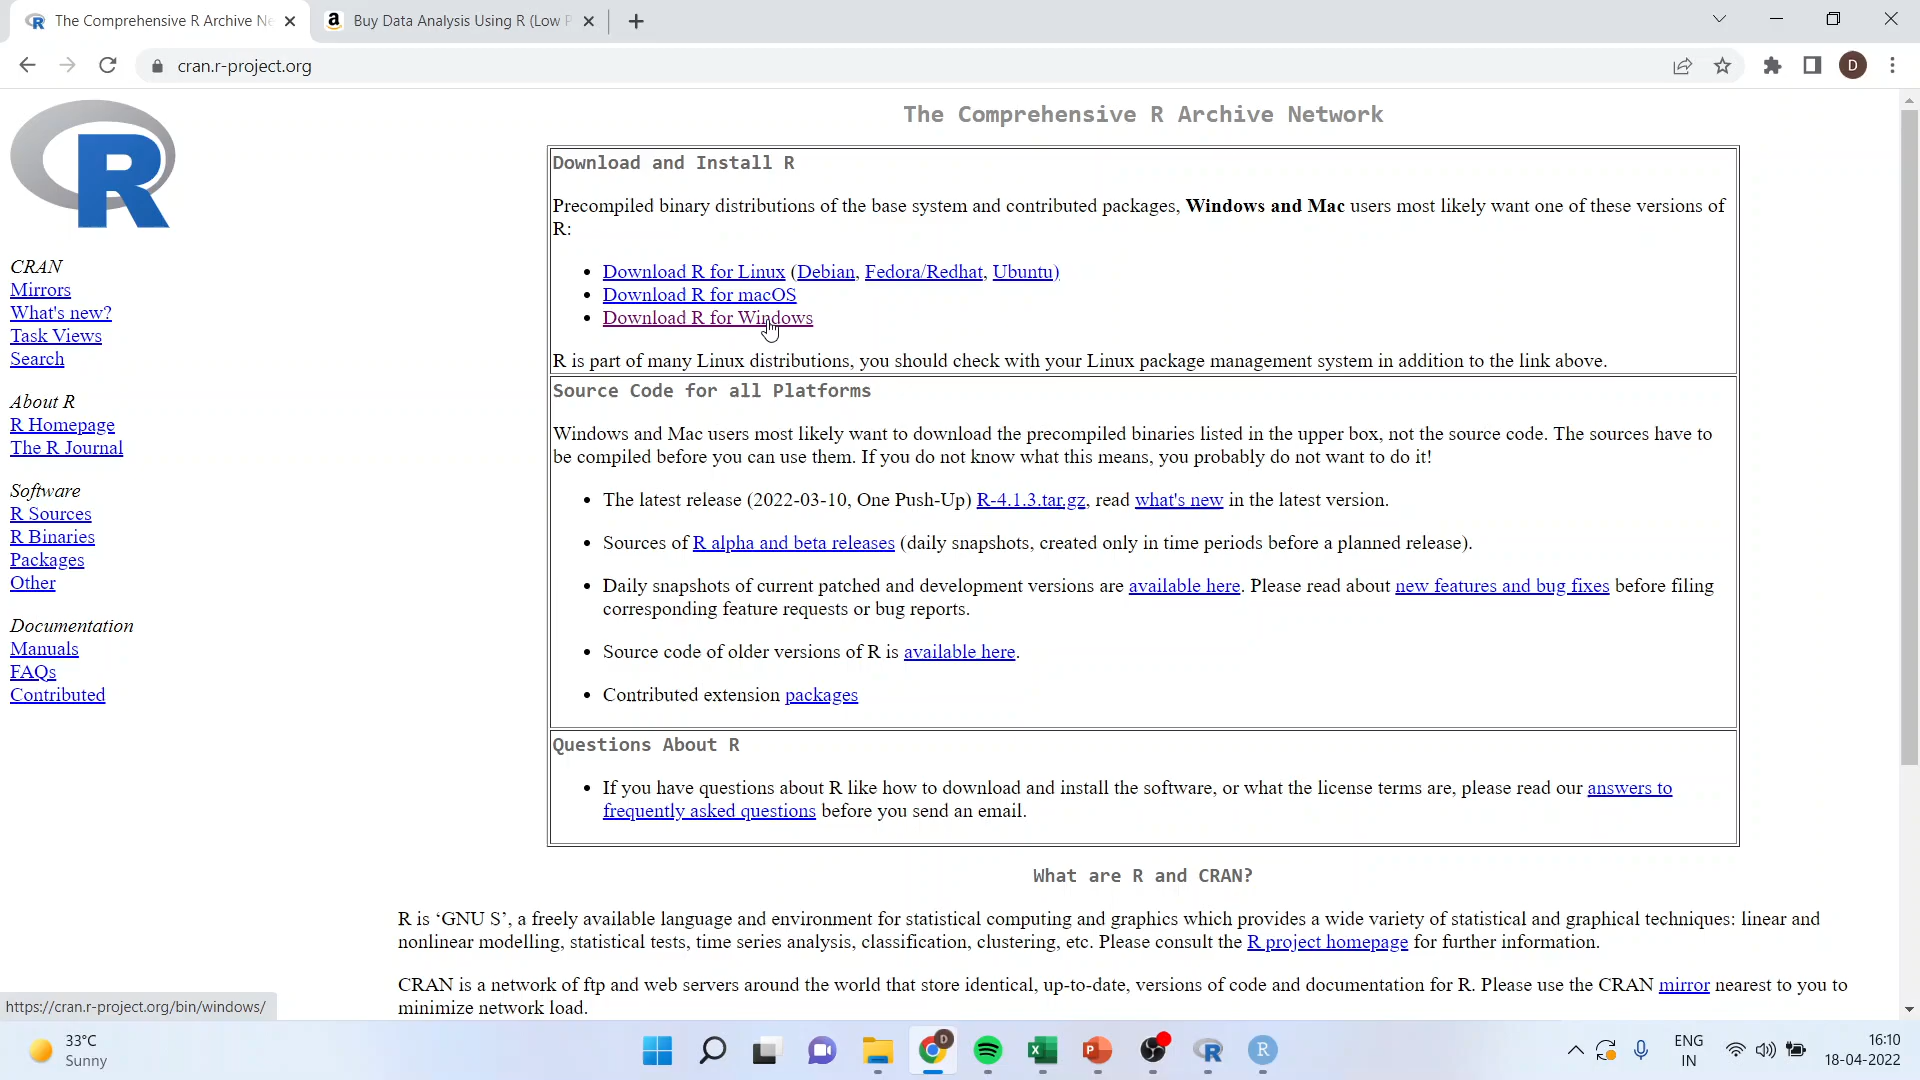 The Comprehensive R Archive Ne
Buy Data Analysis Using R (Low P
cran.r-project.org
D
R
The Comprehensive R Archive Network
Download and Install R
Precompiled binary distributions of the base system and contributed packages, Windows and Mac users most likely want one of these versions of
R:
Download R for Linux (Debian, Fedora/Redhat, Ubuntu)
Download R for macOS
Download R for Windows
R is part of many Linux distributions, you should check with your Linux package management system in addition to the link above.
Source Code for all Platforms
Windows and Mac users most likely want to download the precompiled binaries listed in the upper box, not the source code. The sources have to
be compiled before you can use them. If you do not know what this means, you probably do not want to do it!
The latest release (2022-03-10, One Push-Up) R-4.1.3.tar.gz, read what's new in the latest version.
Sources of R alpha and beta releases (daily snapshots, created only in time periods before a planned release).
Daily snapshots of current patched and development versions are available here. Please read about new features and bug fixes before filing
corresponding feature requests or bug reports.
Source code of older versions of R is available here.
Contributed extension packages
Questions About R
If you have questions about R like how to download and install the software, or what the license terms are, please read our answers to
frequently asked questions before you send an email.
What are R and CRAN?
R is ‘GNU S’, a freely available language and environment for statistical computing and graphics which provides a wide variety of statistical and graphical techniques: linear and
nonlinear modelling, statistical tests, time series analysis, classification, clustering, etc. Please consult the R project homepage for further information.
CRAN is a network of ftp and web servers around the world that store identical, up-to-date, versions of code and documentation for R. Please use the CRAN mirror nearest to you to
minimize network load.
CRAN
Mirrors
What's new?
Task Views
Search
About R
R Homepage
The R Journal
Software
R Sources
R Binaries
Packages
Other
Documentation
Manuals
FAQs
Contributed
https://cran.r-project.org/bin/windows/
33°C
Sunny
ENG
IN
16:10
18-04-2022